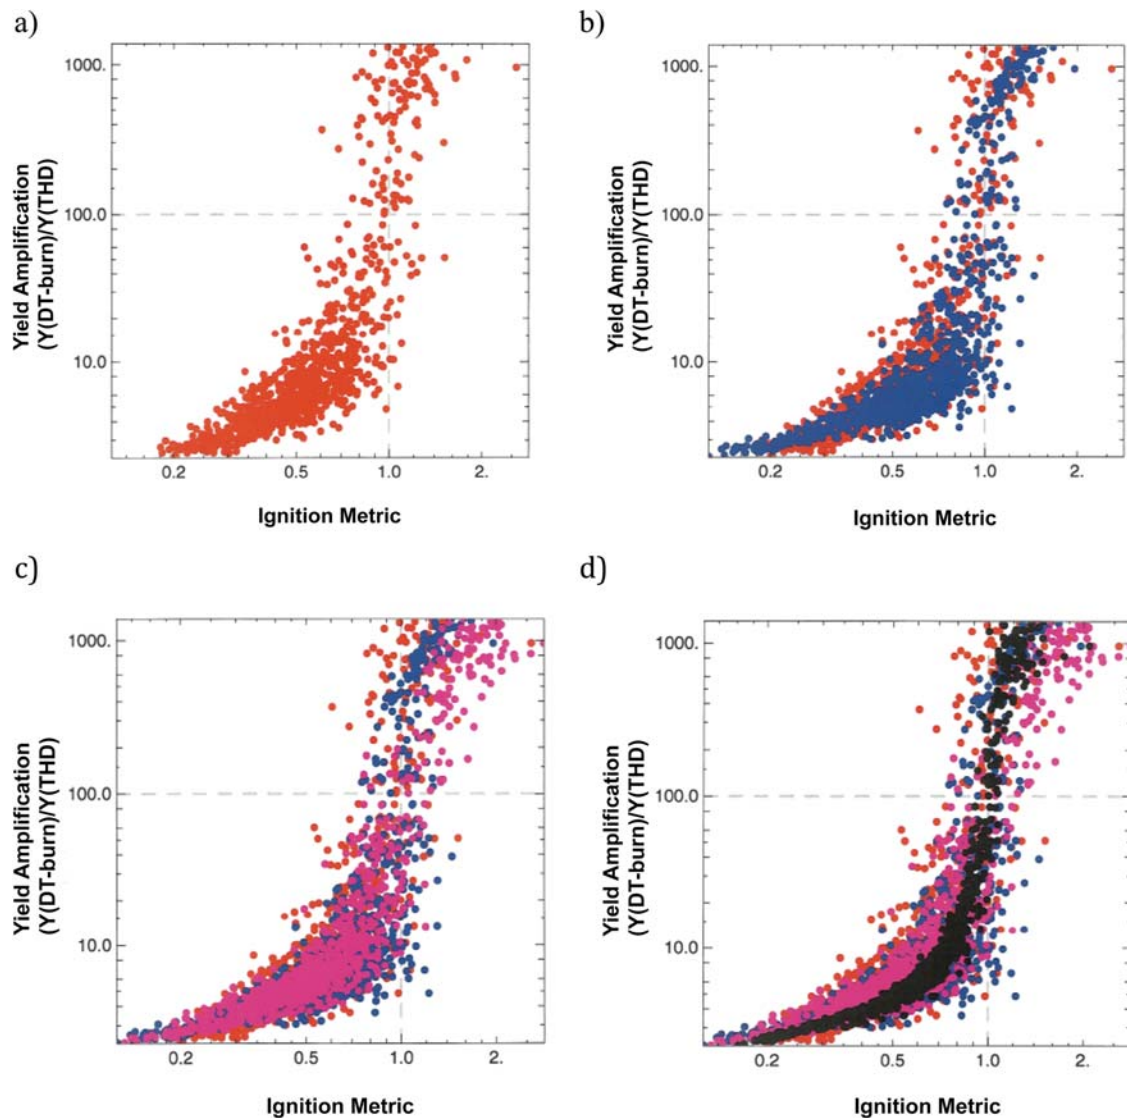 a)
1000.
100.0
10.0
Yield Amplification
(Y(DT-burn)/Y(THD)
0.2 0.5 1.0 2.
Ignition Metric
b)
1000.
100.0
10.0
Yield Amplification
(Y(DT-burn)/Y(THD)
0.2 0.5 1.0 2.
Ignition Metric
c)
1000.
100.0
10.0
Yield Amplification
(Y(DT-burn)/Y(THD)
0.2 0.5 1.0 2.
Ignition Metric
d)
1000.
100.0
10.0
Yield Amplification
(Y(DT-burn)/Y(THD)
0.2 0.5 1.0 2.
Ignition Metric